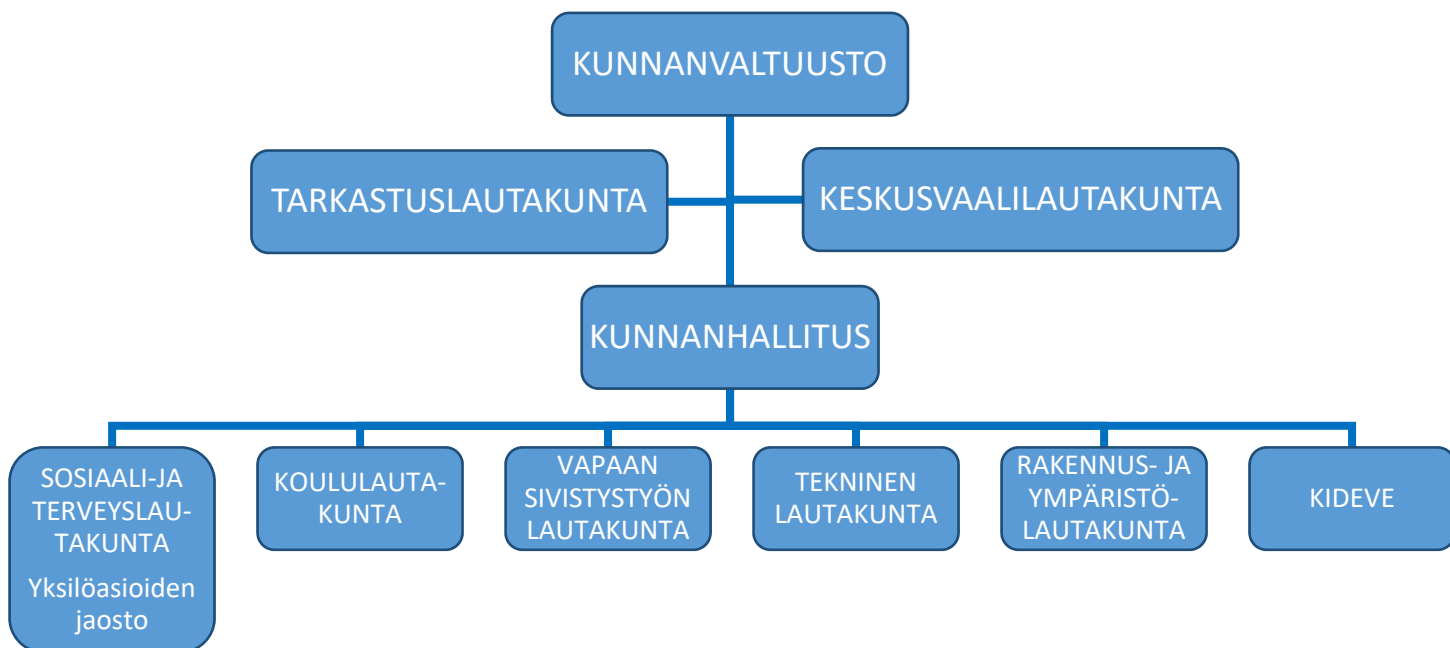 KUNNANVALTUUSTO
TARKASTUSLAUTAKUNTA
KESKUSVAALILAUTAKUNTA
KUNNANHALLITUS
SOSIAALI-JA
TERVEYSLAU-
TAKUNTA
Yksilöasioiden
jaosto
KOULULAUTA-
KUNTA
VAPAAN
SIVISTYSTYÖN
LAUTAKUNTA
TEKNINEN
LAUTAKUNTA
RAKENNUS- JA
YMPÄRISTÖ-
LAUTAKUNTA
KIDEVE